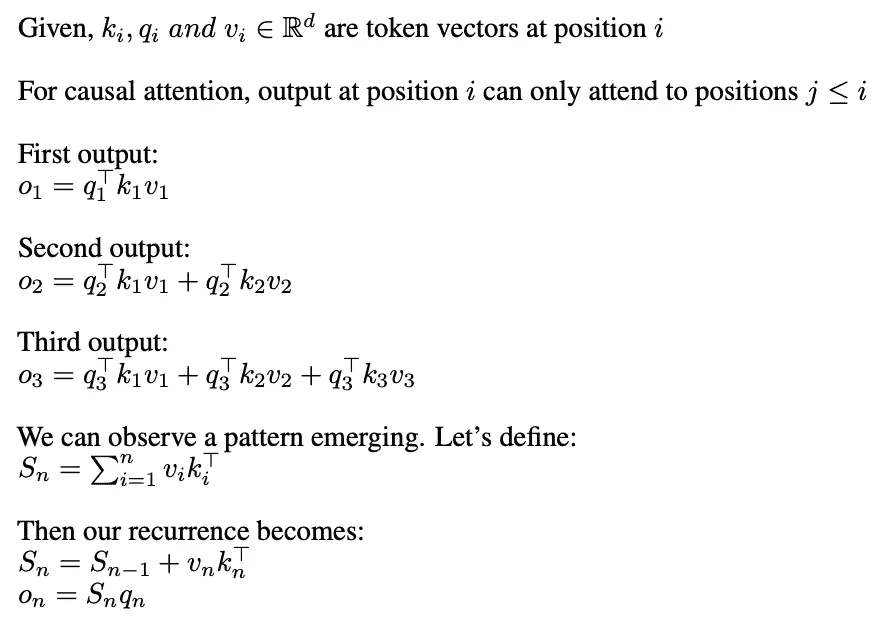 Given, $k_i, q_i$ and $v_i \in \mathbb{R}^d$ are token vectors at position $i$
For causal attention, output at position $i$ can only attend to positions $j \leq i$
First output:
$o_1 = q_1^\top k_1 v_1$
Second output:
$o_2 = q_2^\top k_1 v_1 + q_2^\top k_2 v_2$
Third output:
$o_3 = q_3^\top k_1 v_1 + q_3^\top k_2 v_2 + q_3^\top k_3 v_3$
We can observe a pattern emerging. Let’s define:
$S_n = \sum_{i=1}^n v_i k_i^\top$
Then our recurrence becomes:
$S_n = S_{n-1} + v_n k_n^\top$
$o_n = S_n q_n$